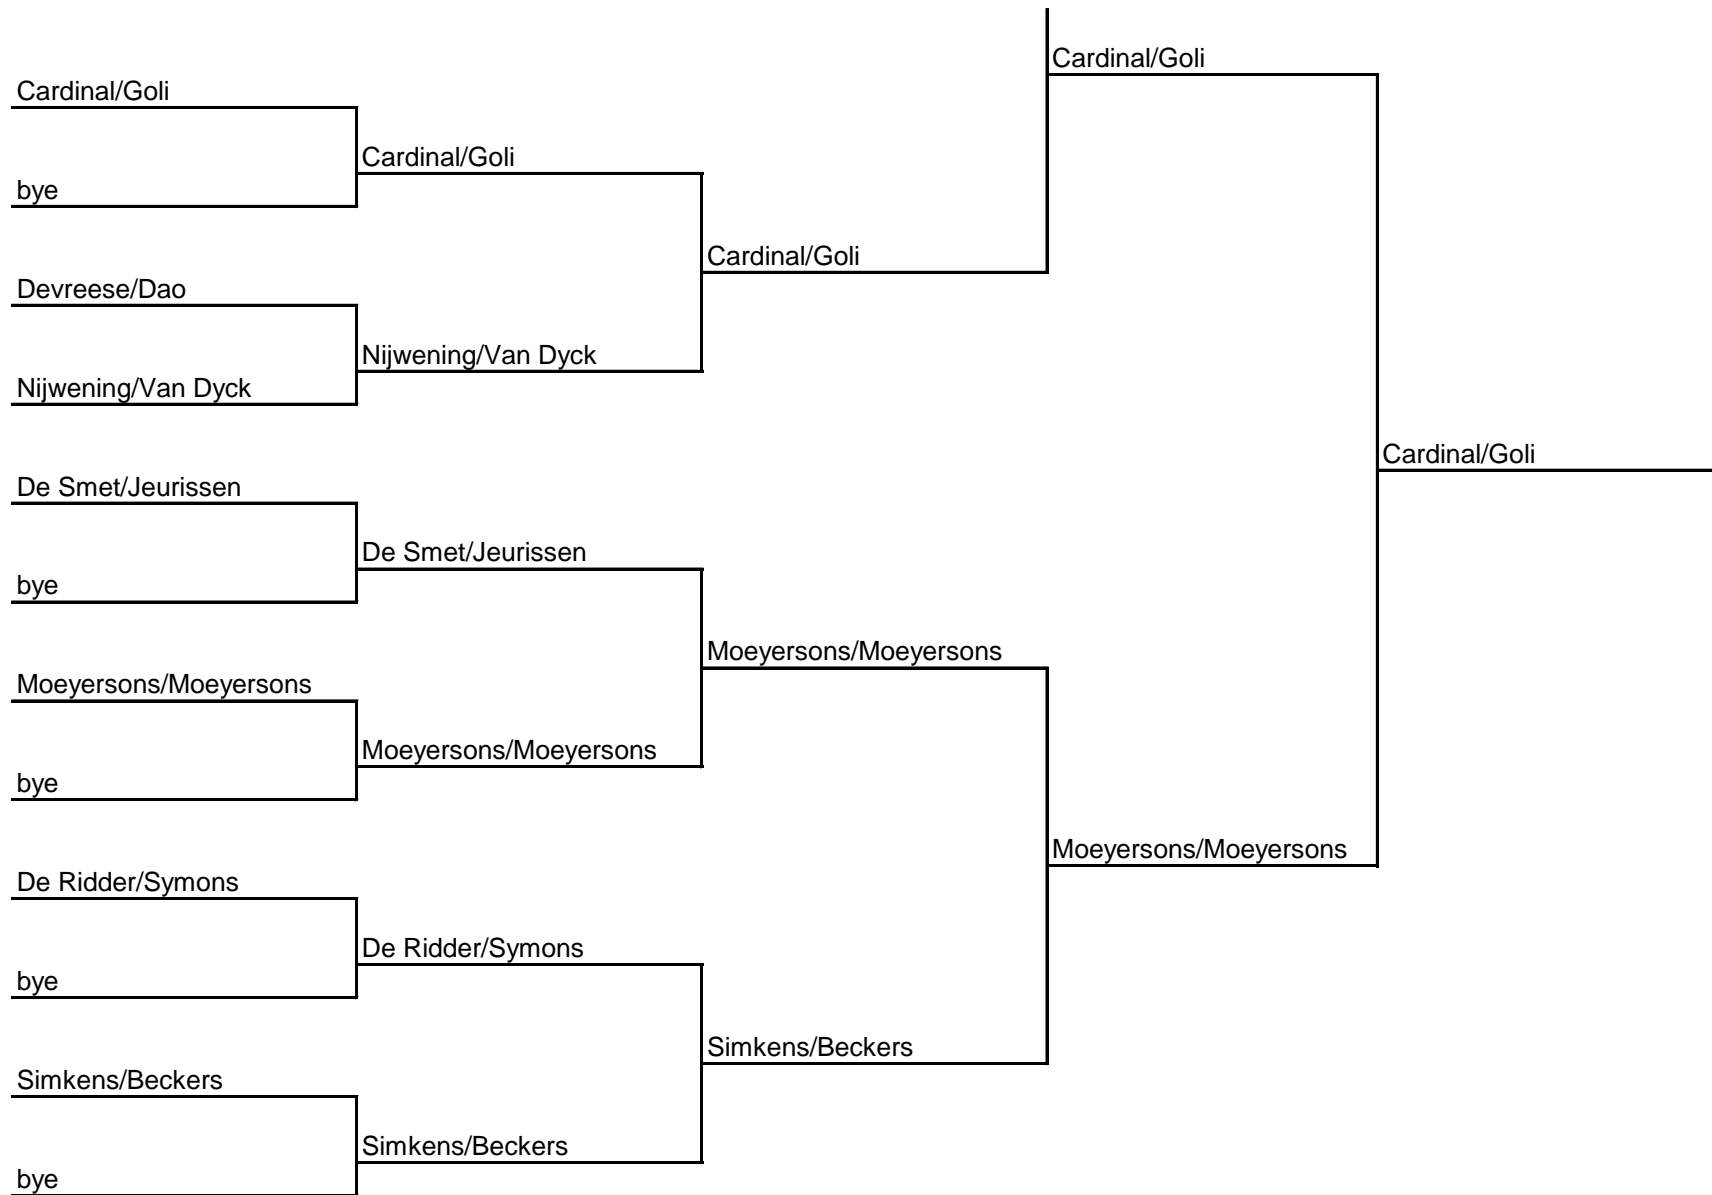 Cardinal/Goli
Cardinal/Goli
Cardinal/Goli
bye
Cardinal/Goli
Devreese/Dao
Nijwening/Van Dyck
Nijwening/Van Dyck
Cardinal/Goli
De Smet/Jeurissen
De Smet/Jeurissen
bye
Moeyersons/Moeyersons
Moeyersons/Moeyersons
Moeyersons/Moeyersons
bye
Moeyersons/Moeyersons
De Ridder/Symons
De Ridder/Symons
bye
Simkens/Beckers
Simkens/Beckers
Simkens/Beckers
bye